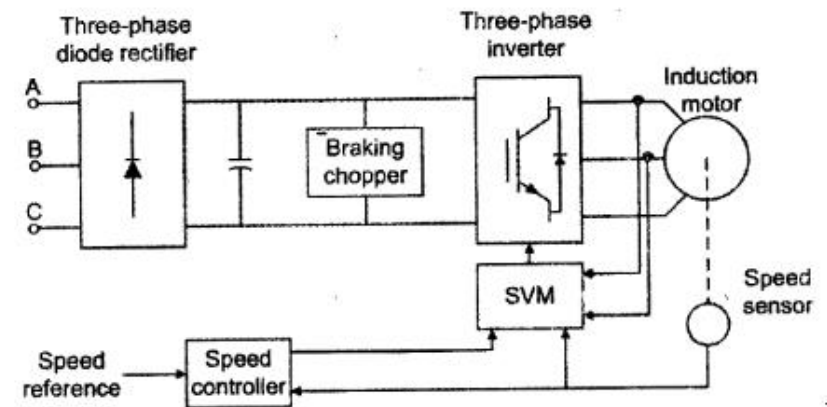 Three-phase
diode rectifier
Three-phase
inverter
Induction
motor
A
B
C
Braking
chopper
SVM
Speed
sensor
Speed
reference
Speed
controller